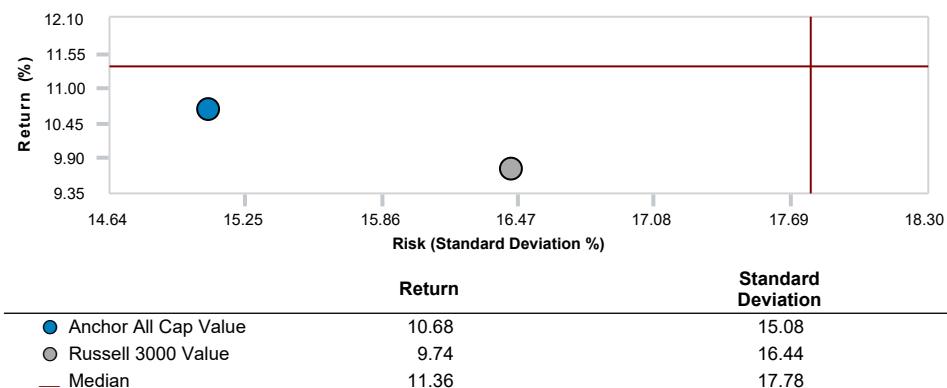 12.10
11.55
11.00
10.45
9.90
9.35
Return (%)
14.64 15.25 15.86 16.47 17.08 17.69 18.30
Risk (Standard Deviation %)
Return Standard
Deviation
Anchor All Cap Value 10.68 15.08
Russell 3000 Value 9.74 16.44
Median 11.36 17.78